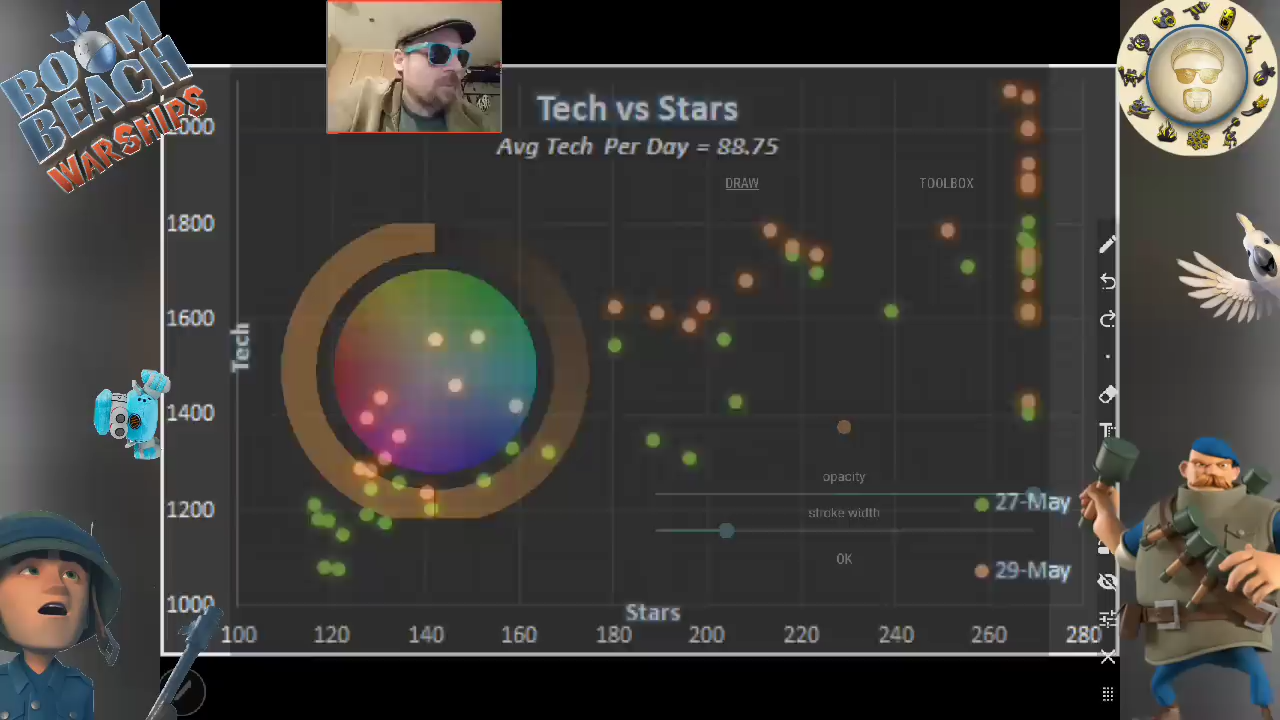 BOOM
BEACH
WARSHIPS
Tech vs Stars
Avg Tech Per Day = 88.75
DRAW
TOOLBOX
000
1800
1600
1400
1200
1000
Tech
opacity
stroke width
OK
27-May
29-May
Stars
100
120
140
160
180
200
220
240
260
280